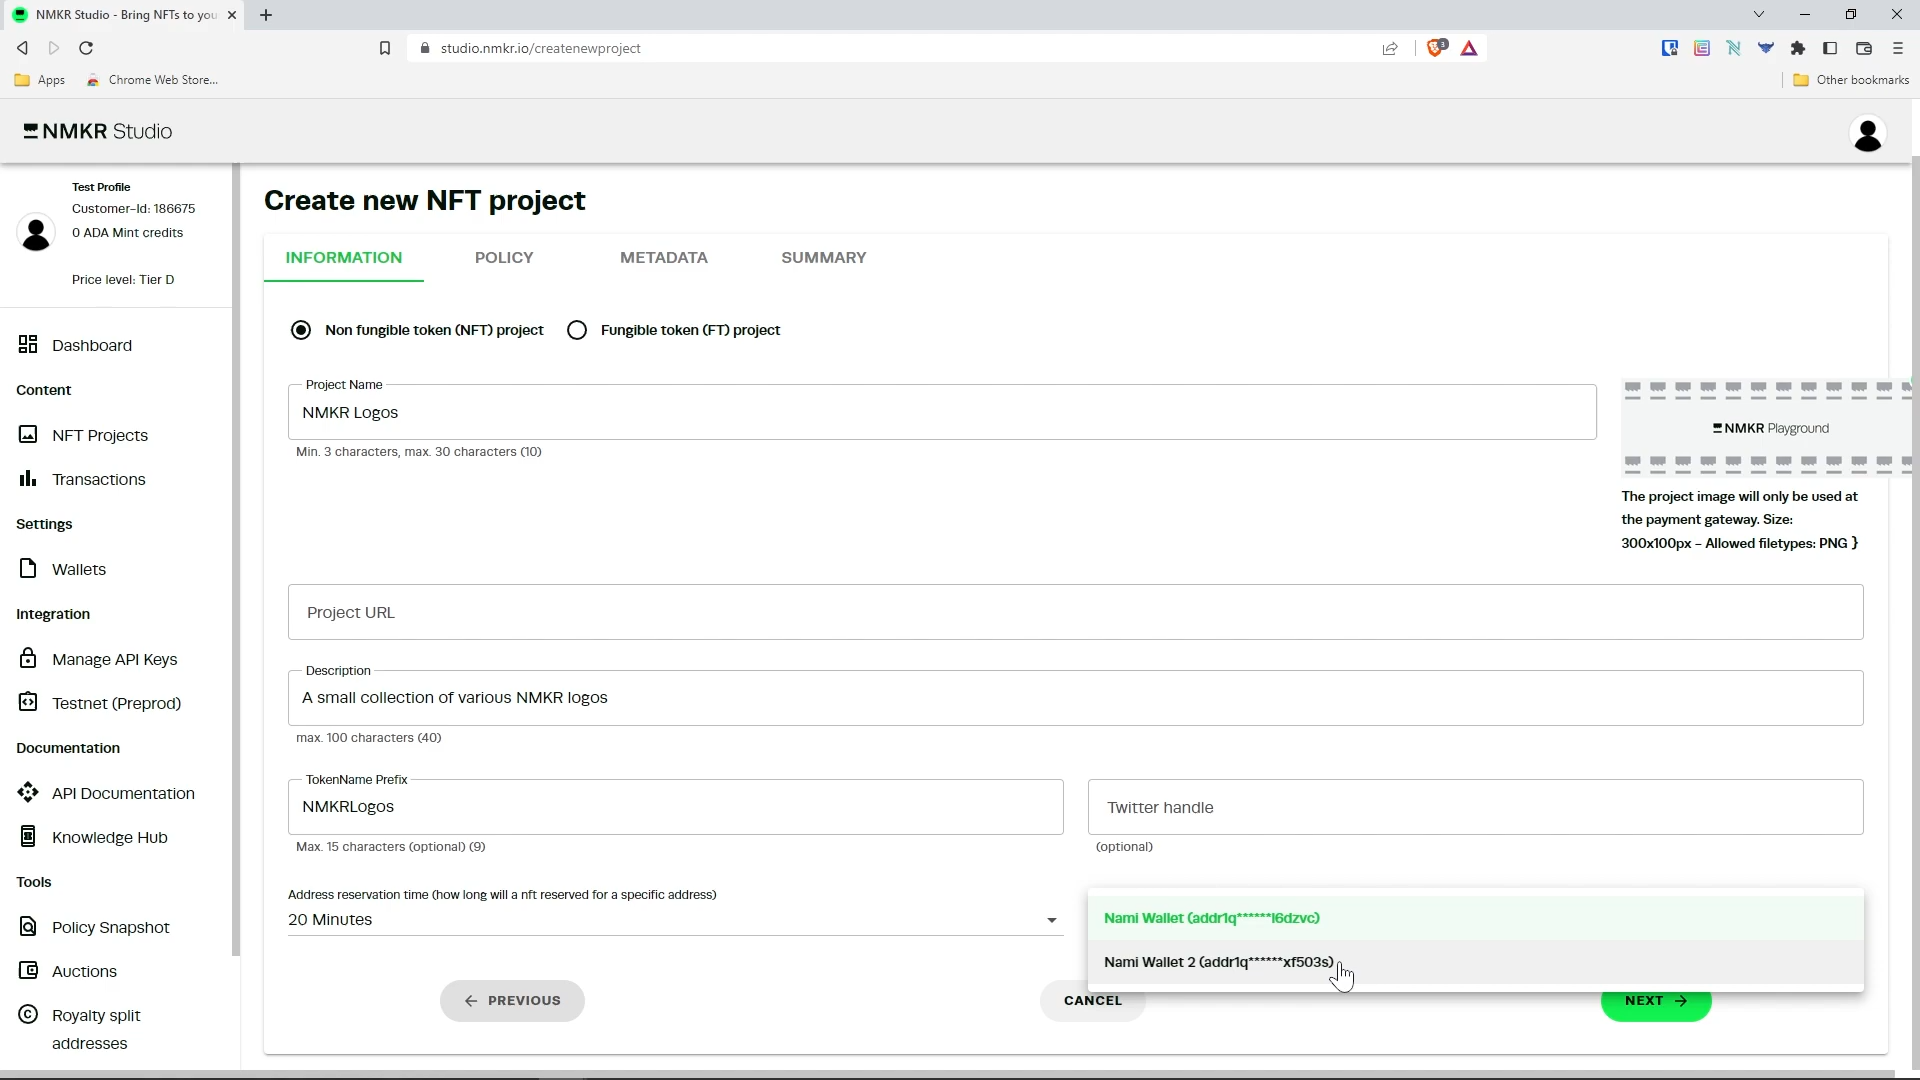 NMKR Studio - Bring NFTs to you
studio.nmkr.io/createnewproject
3
Apps
Chrome Web Store...
Other bookmarks
NMKR Studio
Test Profile
Customer-Id: 186675
0 ADA Mint credits
Price level: Tier D
Dashboard
Content
NFT Projects
Transactions
Settings
Wallets
Integration
Manage API Keys
Testnet (Preprod)
Documentation
API Documentation
Knowledge Hub
Tools
Policy Snapshot
Auctions
Royalty split
addresses
Create new NFT project
INFORMATION
POLICY
METADATA
SUMMARY
Non fungible token (NFT) project
Fungible token (FT) project
Project Name
NMKR Logos
Min. 3 characters, max. 30 characters (10)
NMKR Playground
The project image will only be used at
the payment gateway. Size:
300x100px - Allowed filetypes: PNG }
Project URL
Description
A small collection of various NMKR logos
max. 100 characters (40)
TokenName Prefix
NMKRLogos
Max. 15 characters (optional) (9)
Twitter handle
(optional)
Address reservation time (how long will a nft reserved for a specific address)
20 Minutes
Nami Wallet (addr1q******l6dzvc)
Nami Wallet 2 (addr1q******xf503s)
PREVIOUS
CANCEL
NEXT